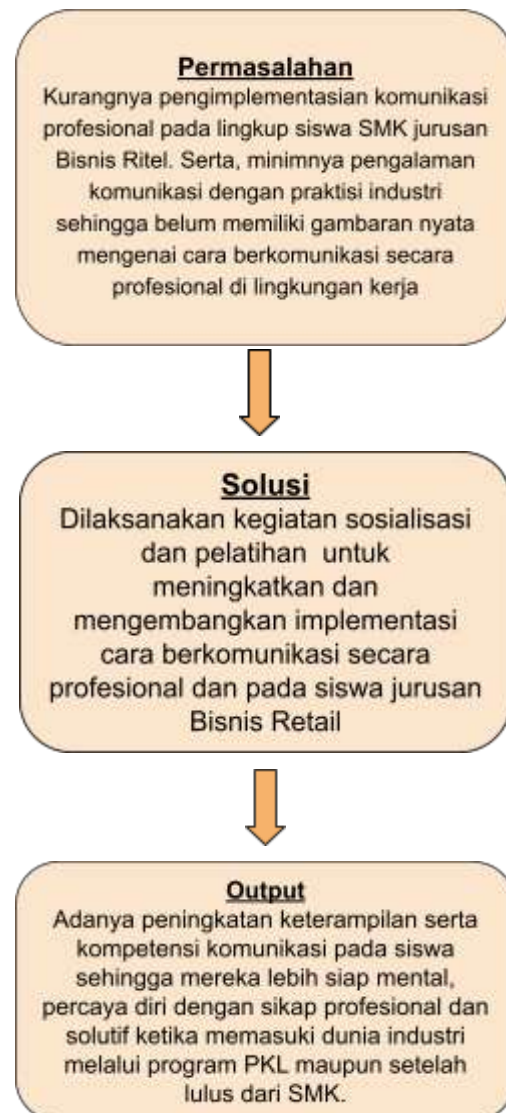 Permasalahan
Kurangnya pengimplementasian komunikasi
profesional pada lingkup siswa SMK jurusan
Bisnis Ritel. Serta, minimnya pengalaman
komunikasi dengan praktisi industri
sehingga belum memiliki gambaran nyata
mengenai cara berkomunikasi secara
profesional di lingkungan kerja
Solusi
Dilaksanakan kegiatan sosialisasi
dan pelatihan untuk
meningkatkan dan
mengembangkan implementasi
cara berkomunikasi secara
profesional dan pada siswa jurusan
Bisnis Retail
Output
Adanya peningkatan keterampilan serta
kompetensi komunikasi pada siswa
sehingga mereka lebih siap mental,
percaya diri dengan sikap profesional dan
solutif ketika memasuki dunia industri
melalui program PKL maupun setelah
lulus dari SMK.